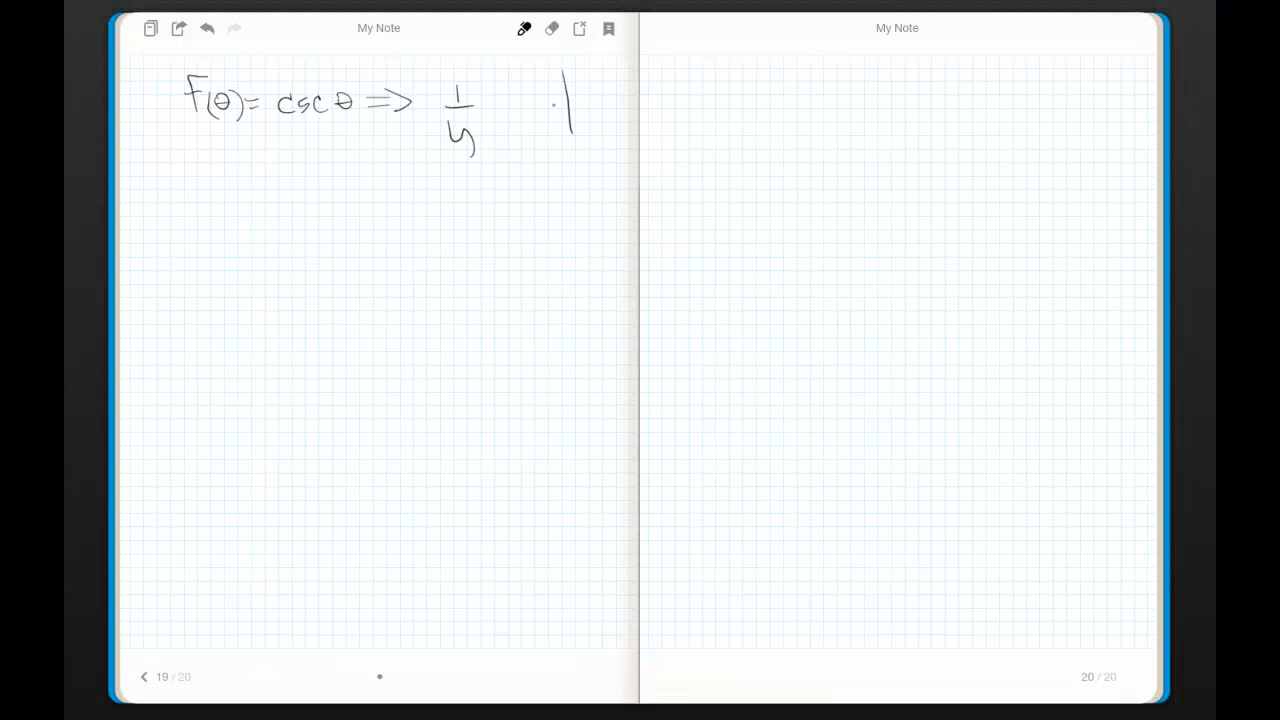 My Note
My Note
F(θ) = csc θ => 1/y
19 / 20
20 / 20